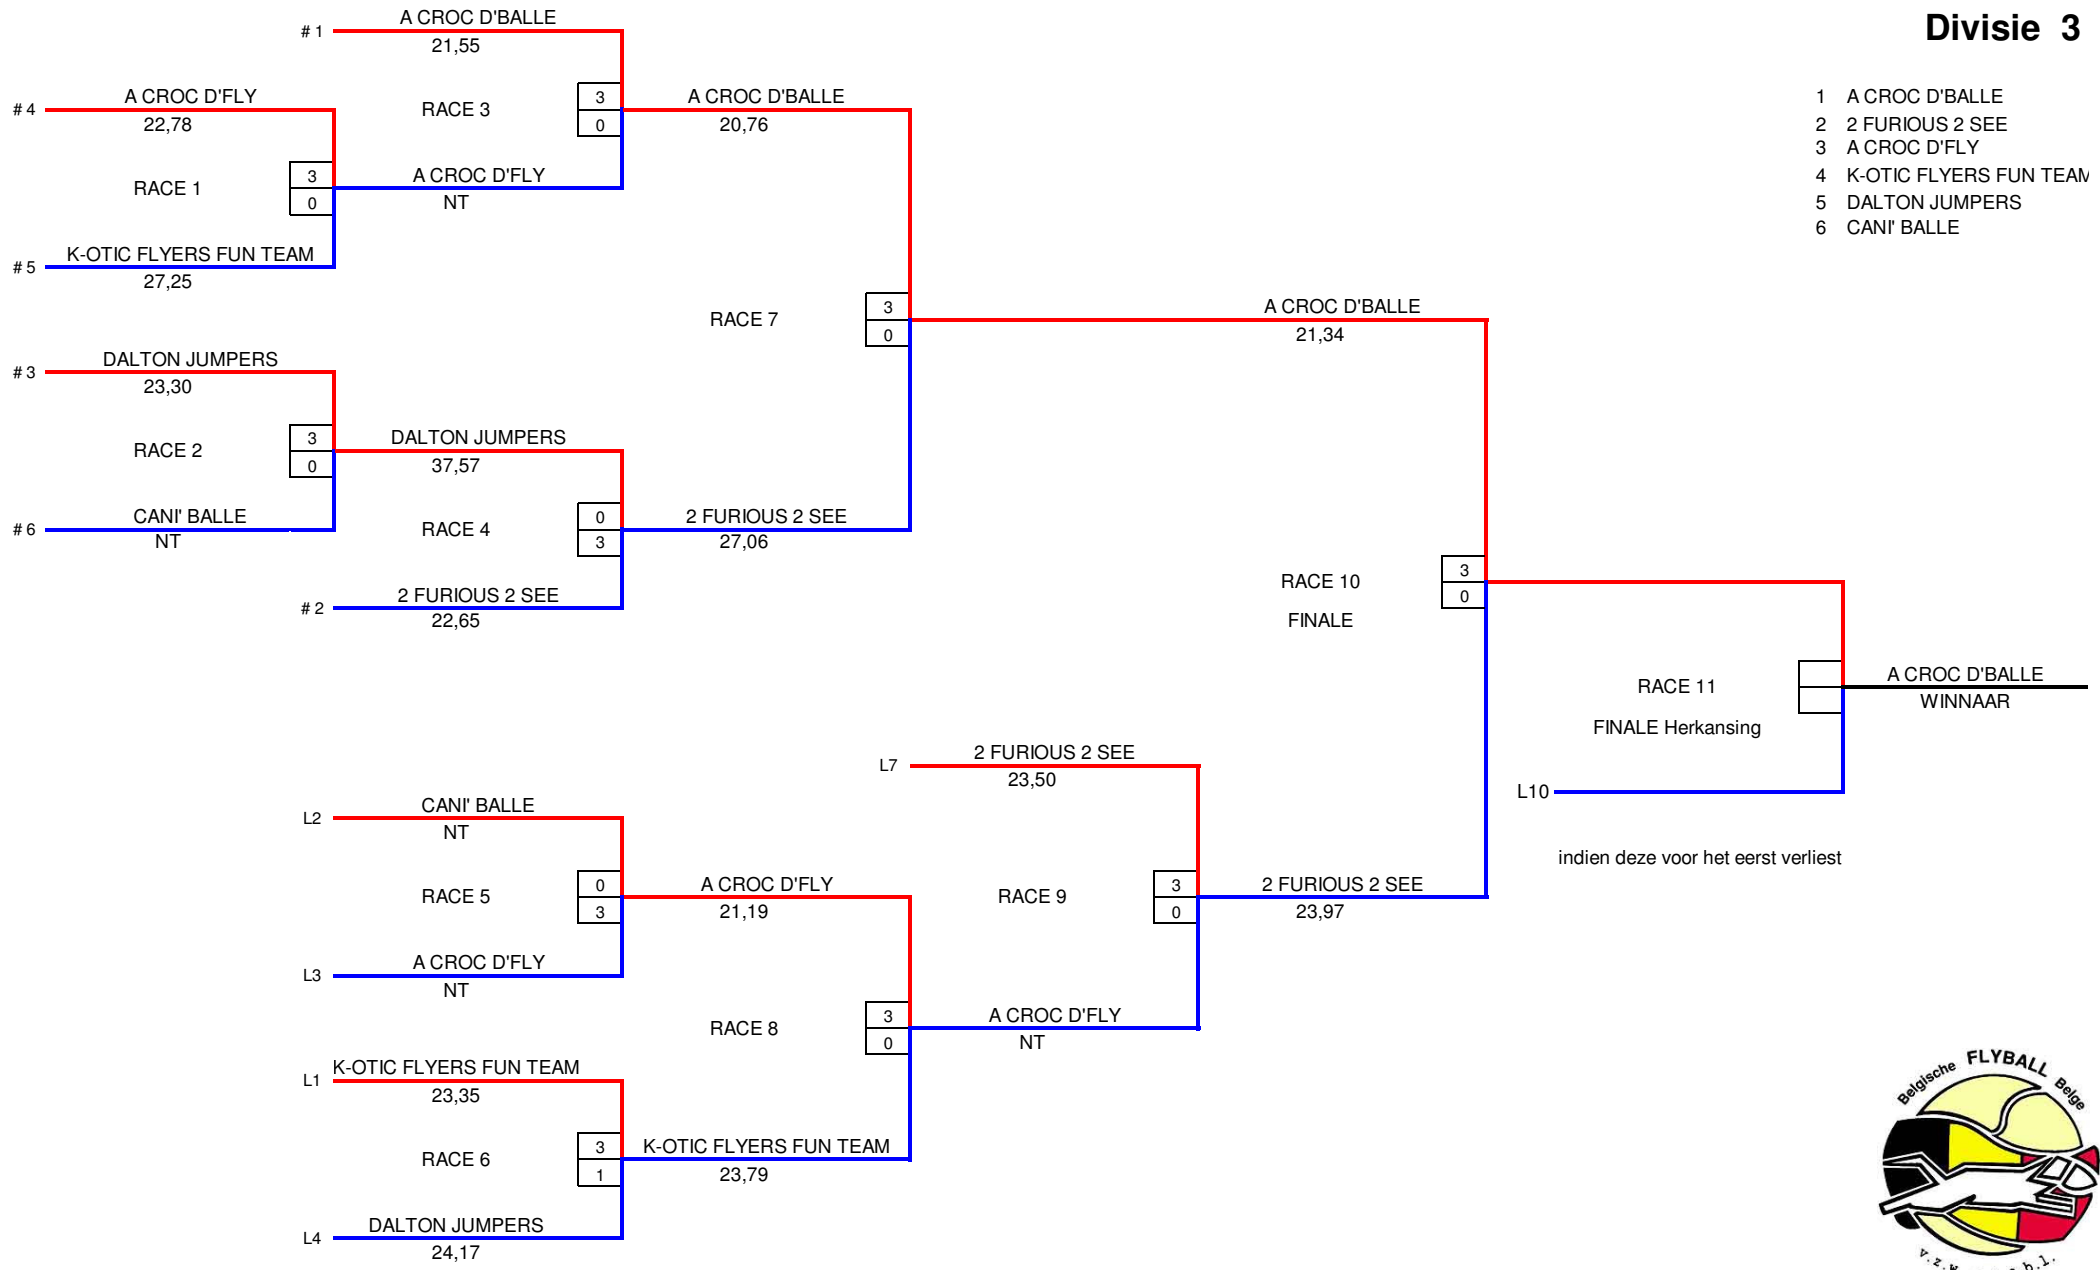 Divisie 3
1 A CROC D'BALLE
2 2 FURIOUS 2 SEE
3 A CROC D'FLY
4 K-OTIC FLYERS FUN TEAM
5 DALTON JUMPERS
6 CANI' BALLE
# 1 A CROC D'BALLE
21,55
RACE 3
3
0
A CROC D'FLY
NT
# 4 A CROC D'FLY
22,78
RACE 1
3
0
# 5 K-OTIC FLYERS FUN TEAM
27,25
A CROC D'BALLE
20,76
RACE 7
3
0
# 3 DALTON JUMPERS
23,30
RACE 2
3
0
# 6 CANI' BALLE
NT
DALTON JUMPERS
37,57
RACE 4
0
3
# 2 2 FURIOUS 2 SEE
22,65
2 FURIOUS 2 SEE
27,06
A CROC D'BALLE
21,34
RACE 10
FINALE
3
0
RACE 11
FINALE Herkansing
A CROC D'BALLE
WINNAAR
L10
indien deze voor het eerst verliest
L7 2 FURIOUS 2 SEE
23,50
RACE 9
3
0
2 FURIOUS 2 SEE
23,97
L2 CANI' BALLE
NT
RACE 5
0
3
L3 A CROC D'FLY
NT
A CROC D'FLY
21,19
RACE 8
3
0
A CROC D'FLY
NT
L1 K-OTIC FLYERS FUN TEAM
23,35
RACE 6
3
1
L4 DALTON JUMPERS
24,17
K-OTIC FLYERS FUN TEAM
23,79
Belgische FLYBALL Belge